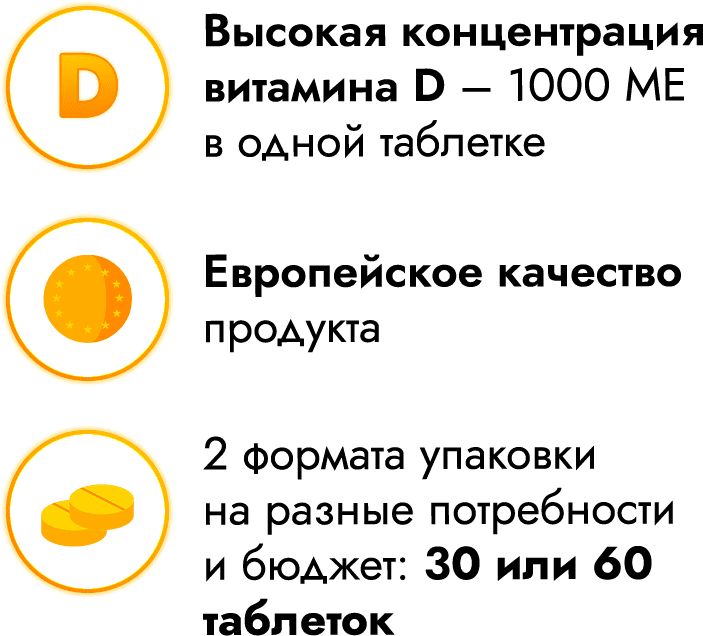 D
Высокая концентрация
витамина D – 1000 МЕ
в одной таблетке
Европейское качество
продукта
2 формата упаковки
на разные потребности
и бюджет: 30 или 60
таблеток